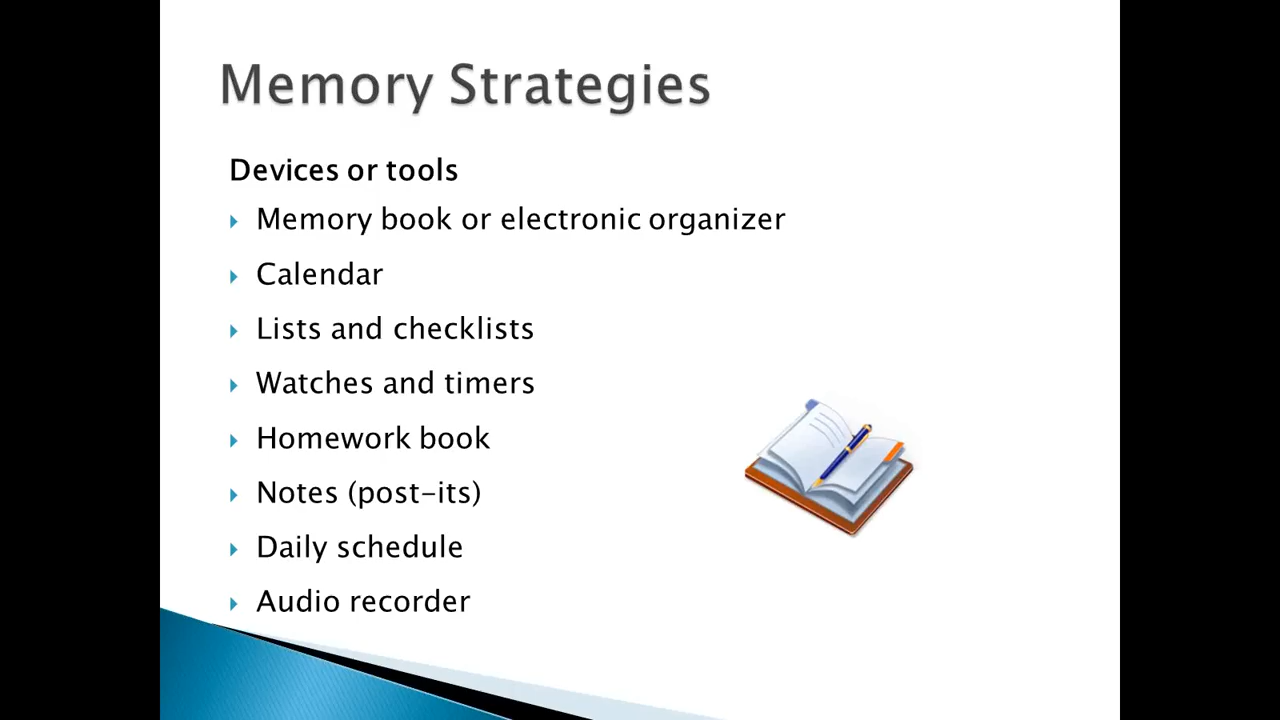 Memory Strategies
Devices or tools
Memory book or electronic organizer
Calendar
Lists and checklists
Watches and timers
Homework book
Notes (post-its)
Daily schedule
Audio recorder